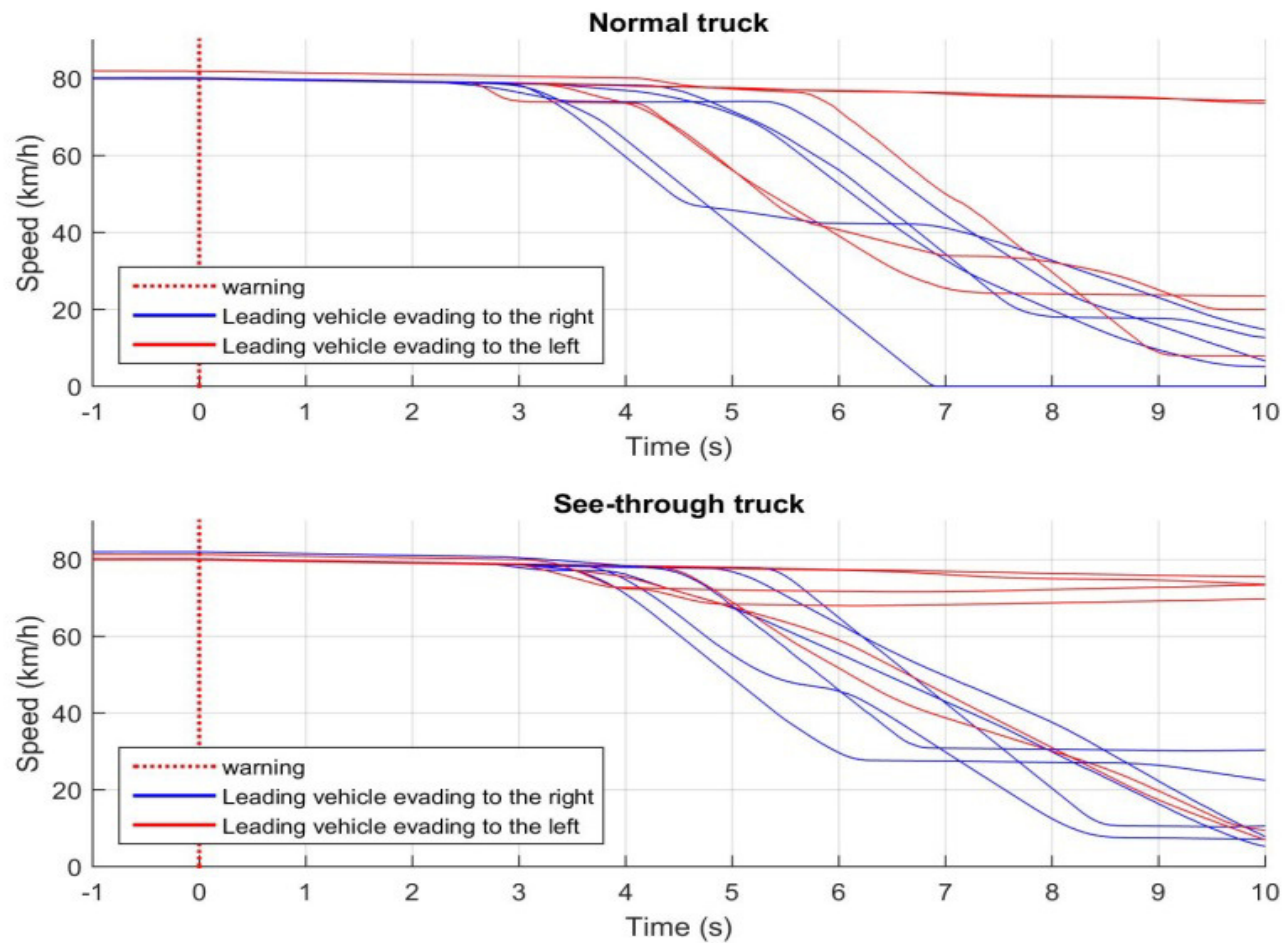 Normal truck
80
60
40
20
0
Speed (km/h)
warning
Leading vehicle evading to the right
Leading vehicle evading to the left
-1 0 1 2 3 4 5 6 7 8 9 10
Time (s)
See-through truck
80
60
40
20
0
Speed (km/h)
warning
Leading vehicle evading to the right
Leading vehicle evading to the left
-1 0 1 2 3 4 5 6 7 8 9 10
Time (s)